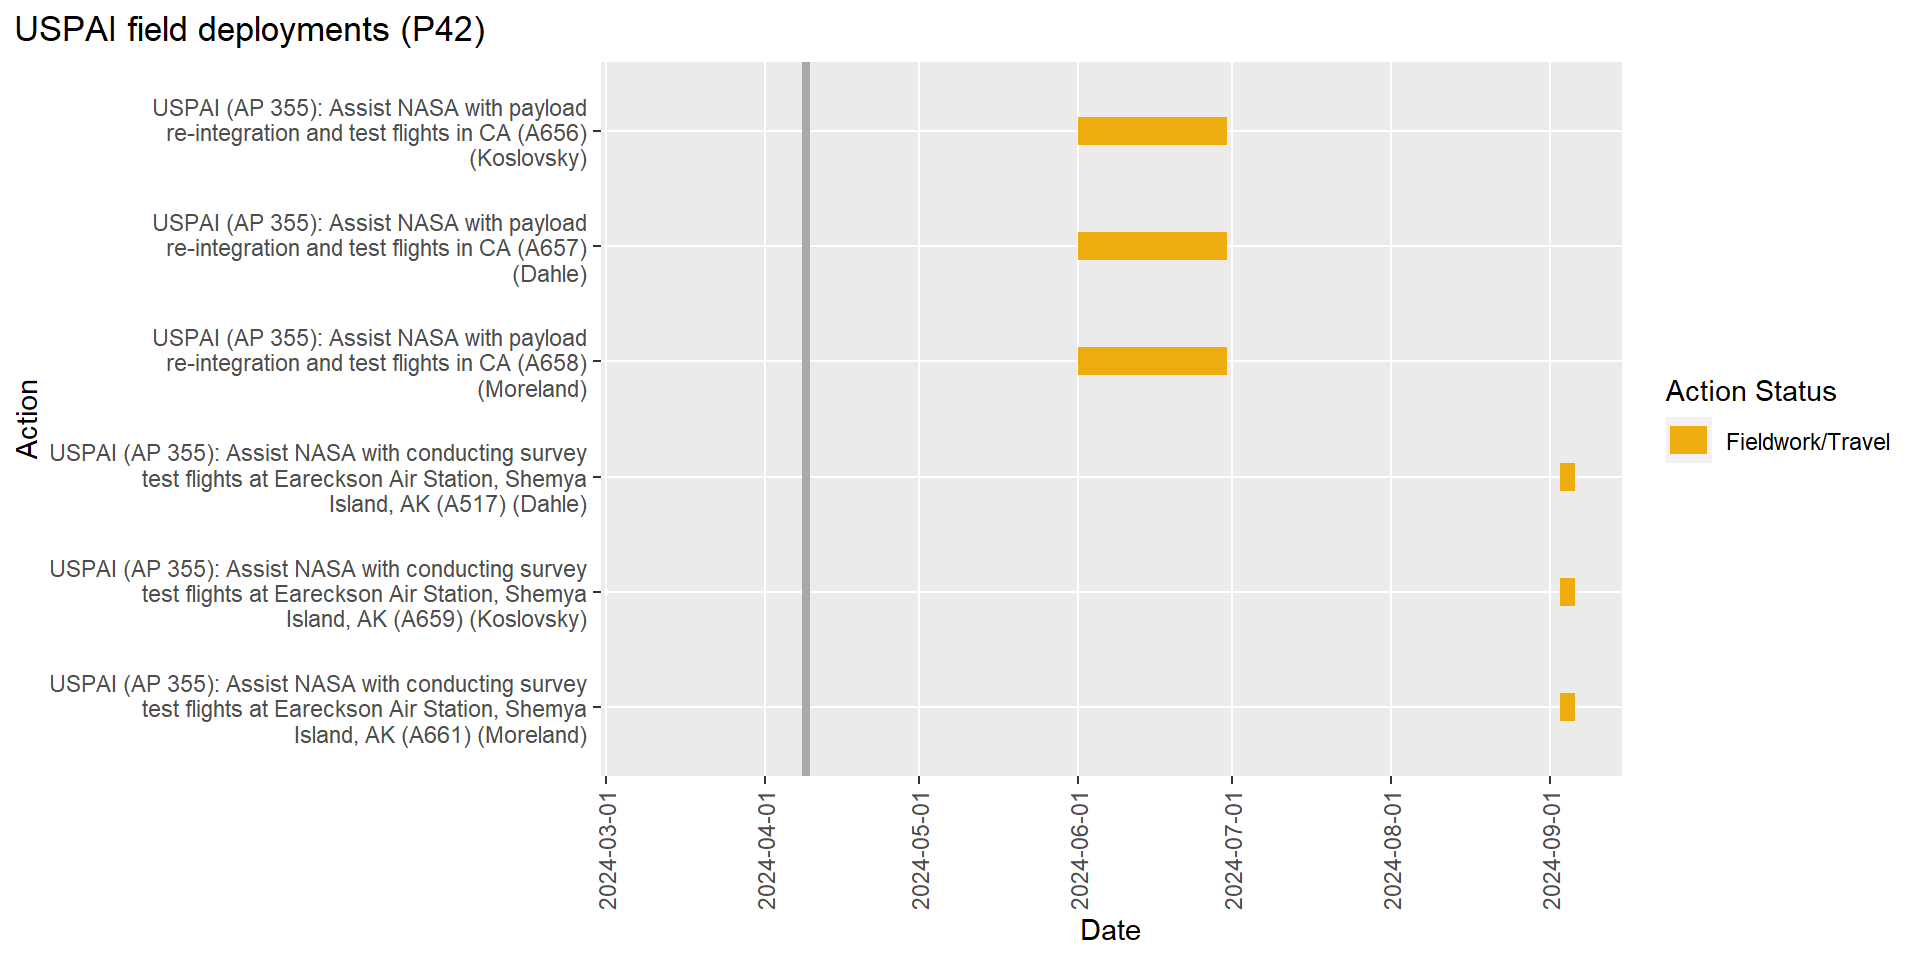 USPAI field deployments (P42)
USPAI (AP 355): Assist NASA with payload
re-integration and test flights in CA (A656)
(Koslovsky)
USPAI (AP 355): Assist NASA with payload
re-integration and test flights in CA (A657)
(Dahle)
USPAI (AP 355): Assist NASA with payload
re-integration and test flights in CA (A658)
(Moreland)
USPAI (AP 355): Assist NASA with conducting survey
test flights at Eareckson Air Station, Shemya
Island, AK (A517) (Dahle)
USPAI (AP 355): Assist NASA with conducting survey
test flights at Eareckson Air Station, Shemya
Island, AK (A659) (Koslovsky)
USPAI (AP 355): Assist NASA with conducting survey
test flights at Eareckson Air Station, Shemya
Island, AK (A661) (Moreland)
Action
2024-03-01
2024-04-01
2024-05-01
2024-06-01
2024-07-01
2024-08-01
2024-09-01
Date
Action Status
Fieldwork/Travel